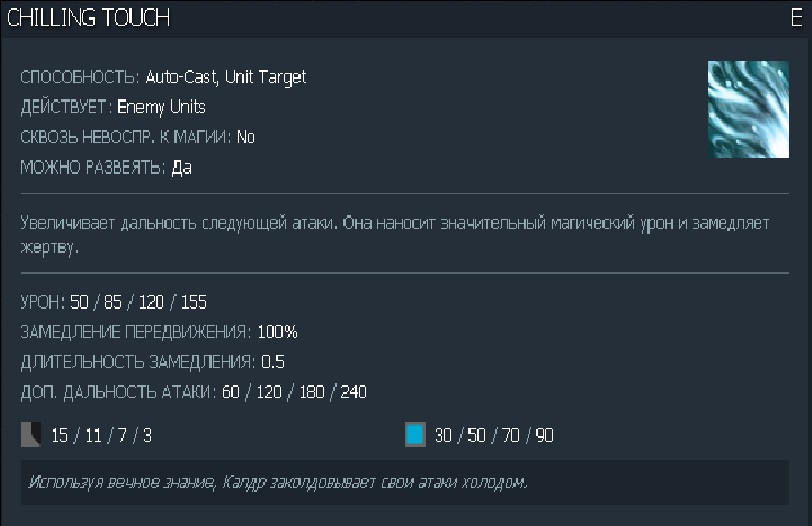 CHILLING TOUCH E
СПОСОБНОСТЬ: Auto-Cast, Unit Target
ДЕЙСТВУЕТ: Enemy Units
СКВОЗЬ НЕВОСПР. К МАГИИ: No
МОЖНО РАЗВЕЯТЬ: Да
Увеличивает дальность следующей атаки. Она наносит значительный магический урон и замедляет
жертву.
УРОН: 50 / 85 / 120 / 155
ЗАМЕДЛЕНИЕ ПЕРЕДВИЖЕНИЯ: 100%
ДЛИТЕЛЬНОСТЬ ЗАМЕДЛЕНИЯ: 0.5
ДОП. ДАЛЬНОСТЬ АТАКИ: 60 / 120 / 180 / 240
15 / 11 / 7 / 3 30 / 50 / 70 / 90
Используя вечное знание, Калдр заколдовывает свои атаки холодом.